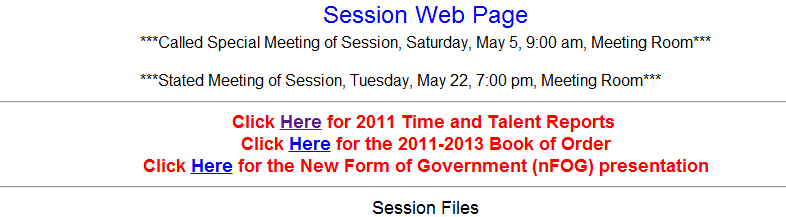 Session Web Page
***Called Special Meeting of Session, Saturday, May 5, 9:00 am, Meeting Room***
***Stated Meeting of Session, Tuesday, May 22, 7:00 pm, Meeting Room***
Click Here for 2011 Time and Talent Reports
Click Here for the 2011-2013 Book of Order
Click Here for the New Form of Government (nFOG) presentation
Session Files